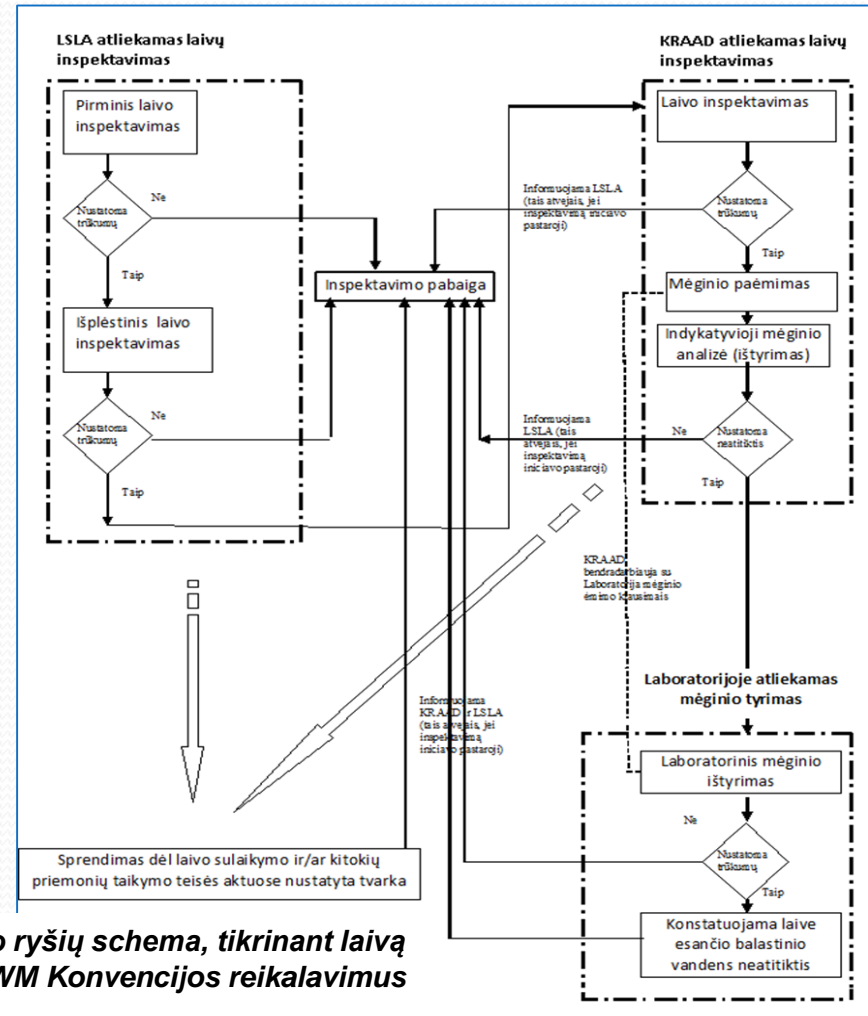 LSLA atliekamas laivų
inspektavimas
Pirminis laivo
inspektavimas
Nustatoma
trūkumų
Ne
Taip
Išplėstinis laivo
inspektavimas
Nustatoma
trūkumų
Ne
Taip
KRAAD atliekamas laivų
inspektavimas
Laivo inspektavimas
Informuojama LSLA
(tais atvejais, jei
inspektavimą iniciavo
pastaroji)
Nustatoma
trūkumų
Taip
Inspektavimo pabaiga
Mėginio paėmimas
Indykatyvioji mėginio
analizė (ištyrimas)
Informuojama
LSLA (tais
atvejais, jei
inspektavimą
iniciavo pastaroji)
Ne
Nustatoma
neatitiktis
Taip
KRAAD
bendradarbiauja su
Laboratorija mėginio
ėmimo klausimais
Laboratorijoje atliekamas
mėginio tyrimas
Informuojama
KRAAD ir LSLA
(tais atvejais, jei
inspektavimą
iniciavo pastaroji)
Laboratorinis mėginio
ištyrimas
Ne
Nustatoma
trūkumų
Taip
Konstatuojama laive
esančio balastinio
vandens neatitiktis
Sprendimas dėl laivo sulaikymo ir/ar kitokių
priemonių taikymo teisės aktuose nustatyta tvarka
o ryšių schema, tikrinant laivą
WM Konvencijos reikalavimus